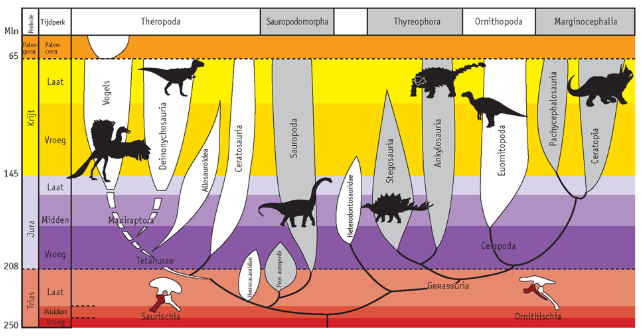 Mln
Periode
Tijdperk
Theropoda
Sauropodomorpha
Thyreophora
Ornithopoda
Marginocephalia
Paleo-
geen
Paleo-
ceen
65
Krijt
Laat
Vroeg
145
Jura
Laat
Midden
Vroeg
208
Trias
Laat
Midden
Vroeg
250
Vogels
Deinonychosauria
Allosauroidea
Ceratosauria
Sauropoda
Heterodontosauridae
Stegosauria
Ankylosauria
Euornitopoda
Pachycephalosauria
Ceratopia
Maniraptora
Tetanurae
Herrerasauridae
Prosauropoda
Cerapoda
Genasauria
Saurischia
Ornithischia